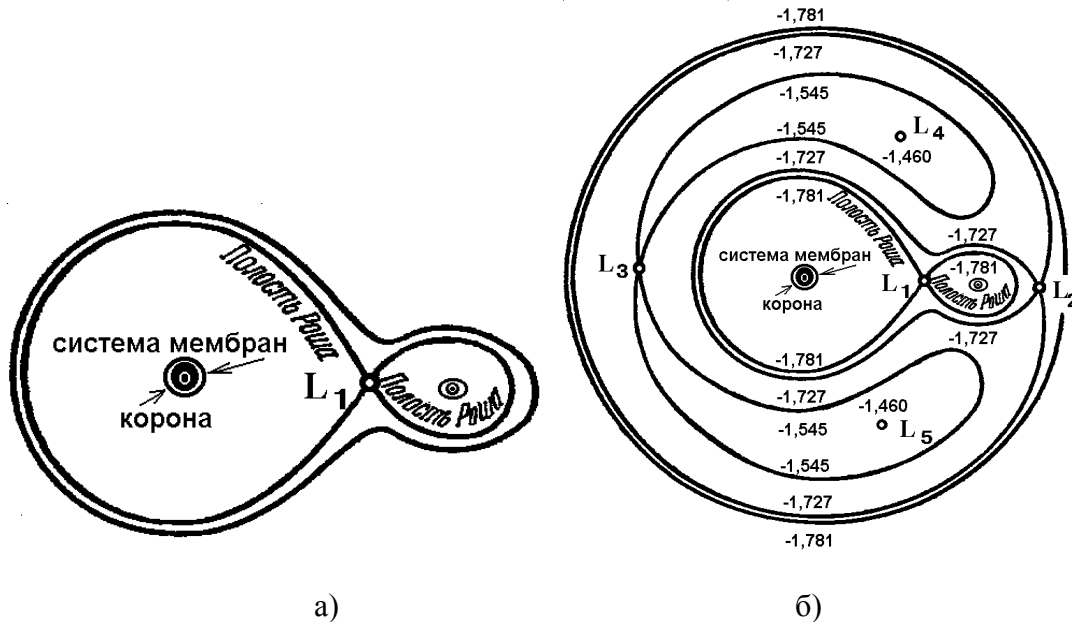 Полость Роша
система мембран
корона
L1
Полость Роша
а)
-1,781
-1,727
-1,545
-1,545
-1,727
-1,781
L4
-1,460
Полость Роша
-1,727
L3
система мембран
корона
L1
-1,781
Полость Роша
L2
-1,727
-1,781
-1,727
-1,460
L5
-1,545
-1,545
-1,727
-1,781
б)